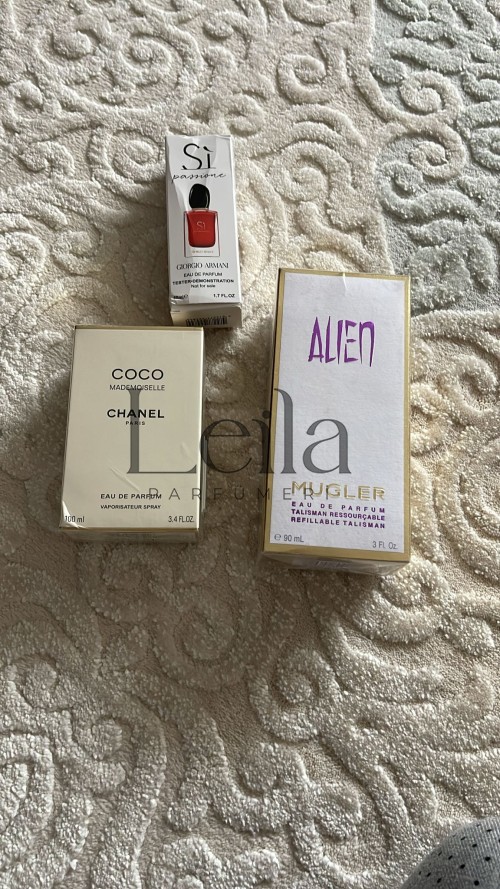 Sì
passione
GIORGIO ARMANI
EAU DE PARFUM
TESTER/DEMONSTRATION
Not for sale
1.7 FL.OZ
COCO
MADEMOISELLE
CHANEL
PARIS
EAU DE PARFUM
VAPORISATEUR SPRAY
100 ml 3.4 FL.OZ.
ALIEN
MUGLER
EAU DE PARFUM
TALISMAN RESSOURÇABLE
REFILLABLE TALISMAN
℮ 90 mL 3 Fl. Oz.
Leila
PARFUMERI